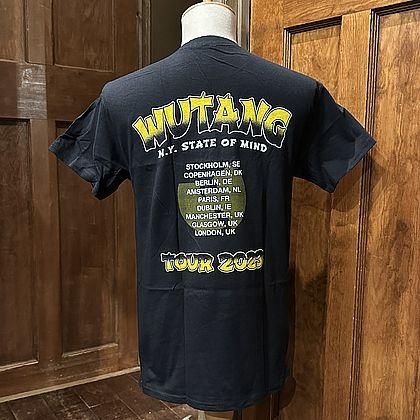 WUTANG
N.Y. STATE OF MIND
STOCKHOLM, SE
COPENHAGEN, DK
BERLIN, DE
AMSTERDAM, NL
PARIS, FR
DUBLIN, IE
MANCHESTER, UK
GLASGOW, UK
LONDON, UK
TOUR 2023